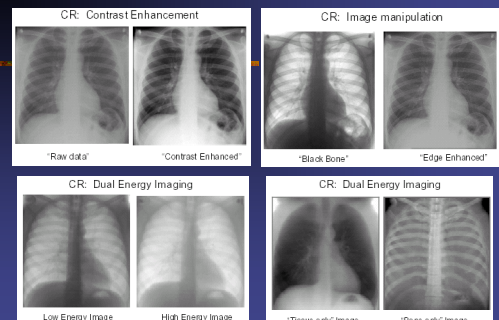 CR: Contrast Enhancement
"Raw data" "Contrast Enhanced"
CR: Image manipulation
"Black Bone" "Edge Enhanced"
CR: Dual Energy Imaging
Low Energy Image High Energy Image
CR: Dual Energy Imaging
"Tissue only" Image "Bone only" Image